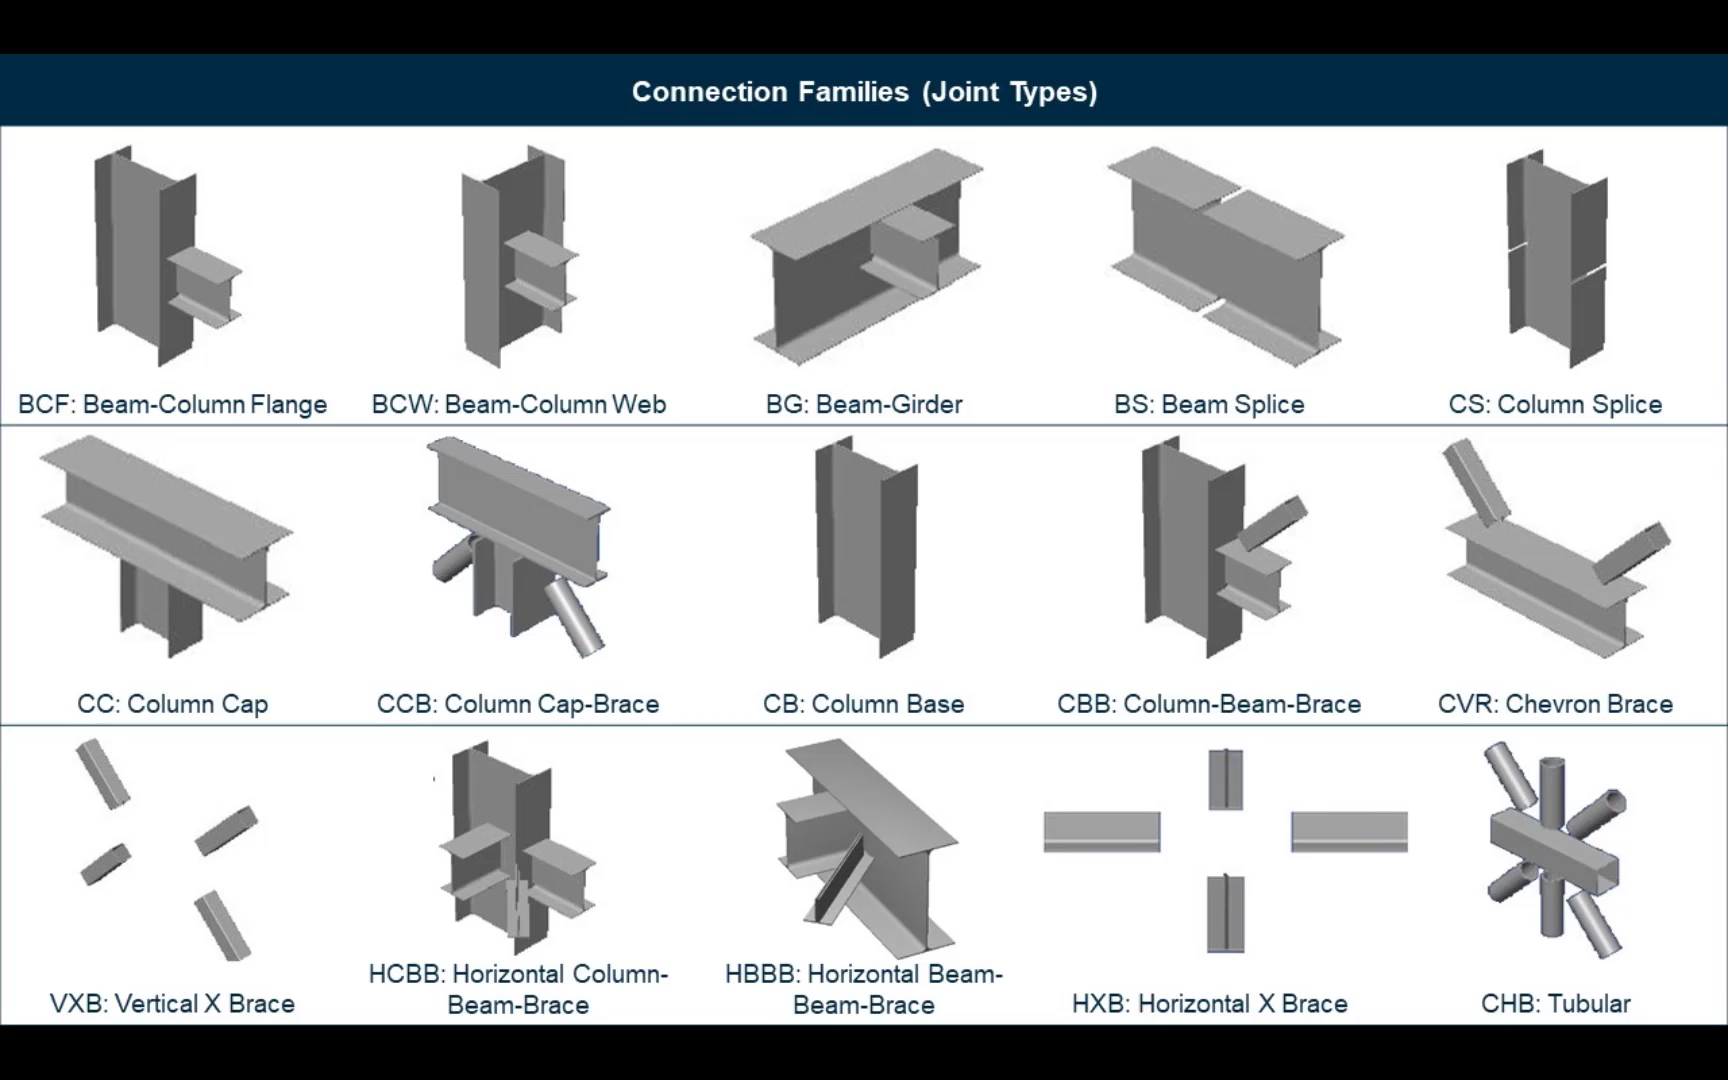 Connection Families (Joint Types)
BCF: Beam-Column Flange
BCW: Beam-Column Web
BG: Beam-Girder
BS: Beam Splice
CS: Column Splice
CC: Column Cap
CCB: Column Cap-Brace
CB: Column Base
CBB: Column-Beam-Brace
CVR: Chevron Brace
VXB: Vertical X Brace
HCBB: Horizontal Column-
Beam-Brace
HBBB: Horizontal Beam-
Beam-Brace
HXB: Horizontal X Brace
CHB: Tubular